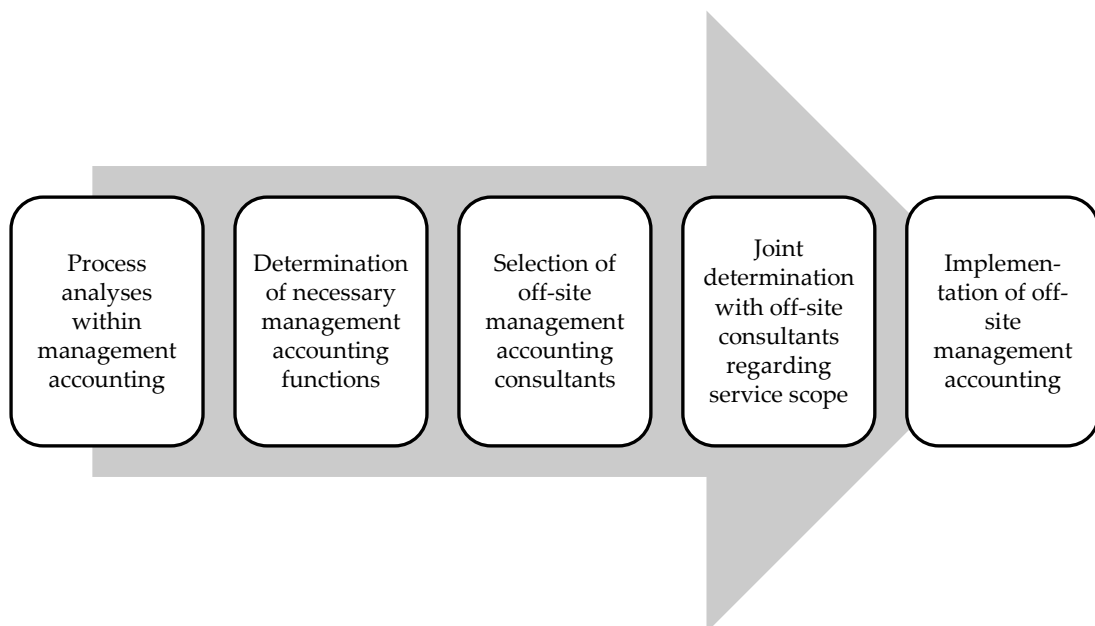 Process
analyses
within
management
accounting
Determination
of necessary
management
accounting
functions
Selection of
off-site
management
accounting
consultants
Joint
determination
with off-site
consultants
regarding
service scope
Implemen-
tation of off-
site
management
accounting